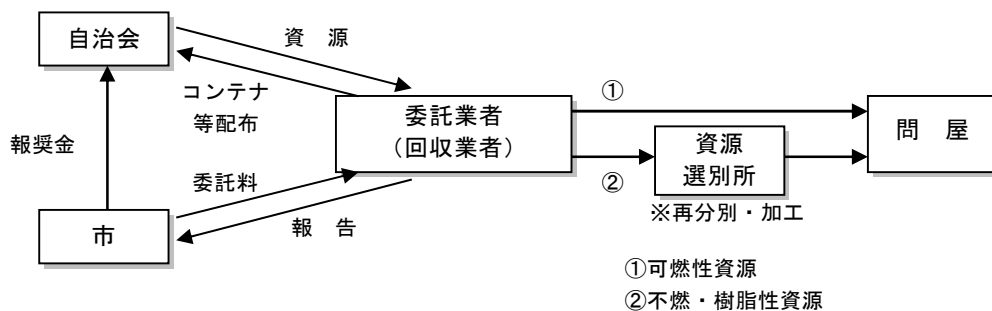 自治会
資　源
コンテナ
等配布
報奨金
委託業者
（回収業者）
①
②
資源
選別所
※再分別・加工
問　屋
委託料
報　告
市
①可燃性資源
②不燃・樹脂性資源